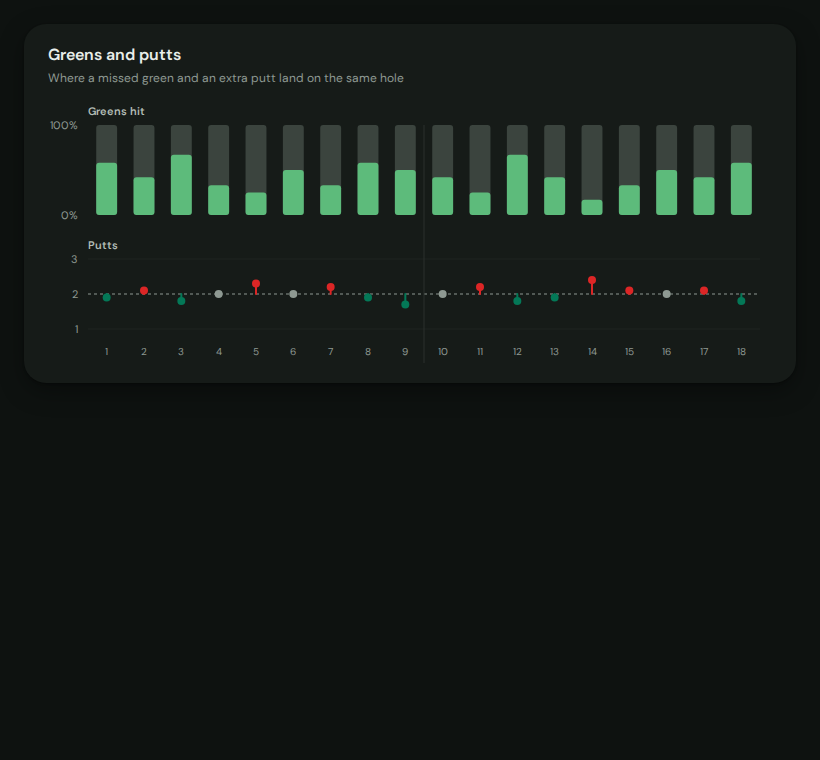 Greens and putts
Where a missed green and an extra putt land on the same hole
Greens hit
100%
0%
Putts
3
2
1
1 2 3 4 5 6 7 8 9 10 11 12 13 14 15 16 17 18